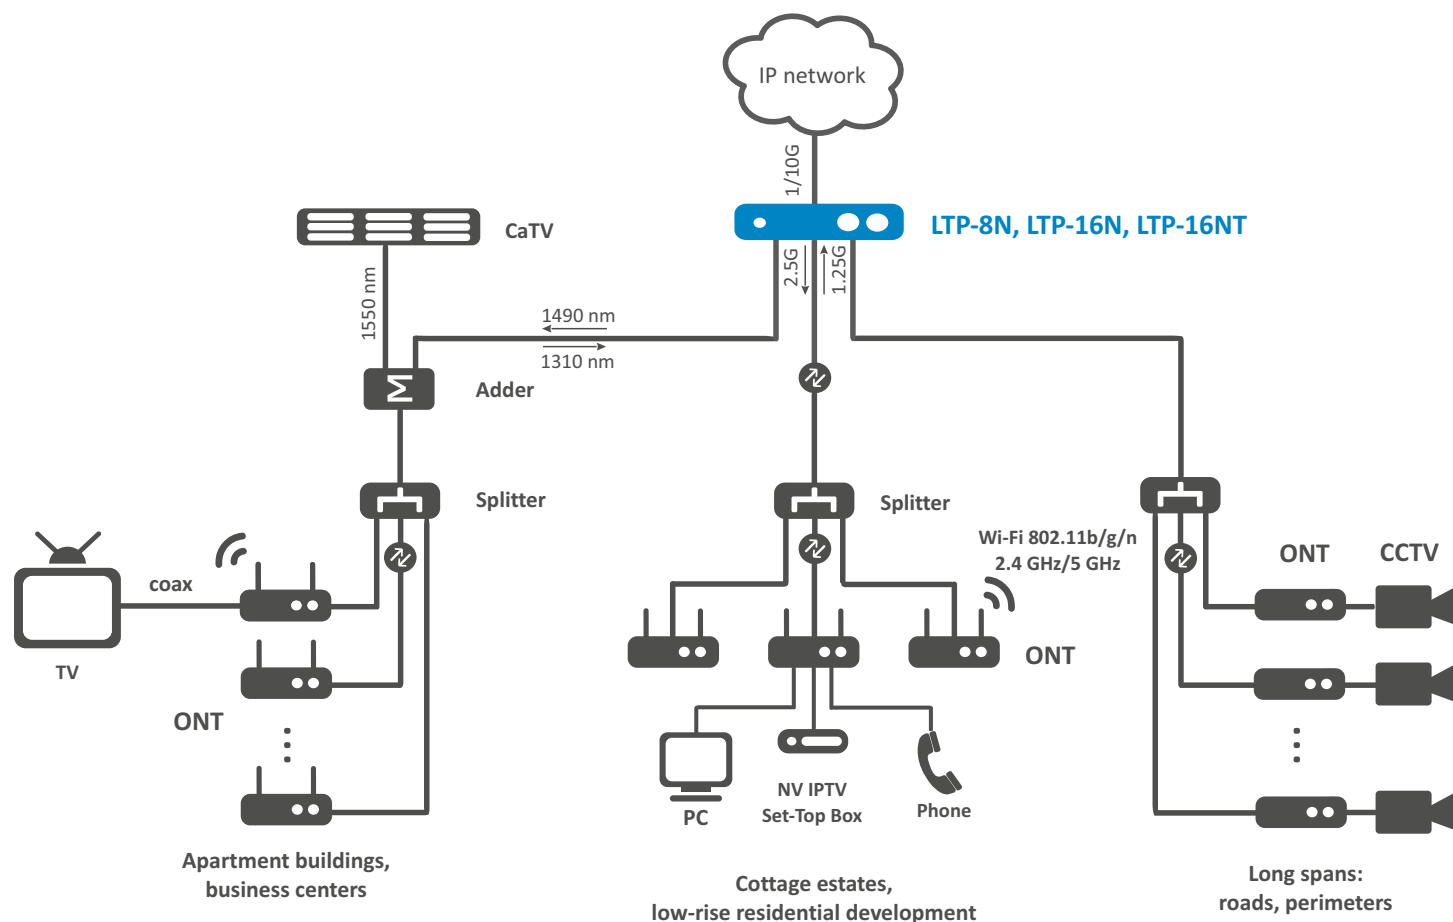 IP network
1/10G
LTP-8N, LTP-16N, LTP-16NT
CaTV
2.5G
1.25G
1550 nm
1490 nm
1310 nm
Adder
Splitter
Splitter
Wi-Fi 802.11b/g/n
2.4 GHz/5 GHz
ONT
CCTV
coax
TV
ONT
ONT
PC
NV IPTV
Set-Top Box
Phone
Apartment buildings,
business centers
Cottage estates,
low-rise residential development
Long spans:
roads, perimeters